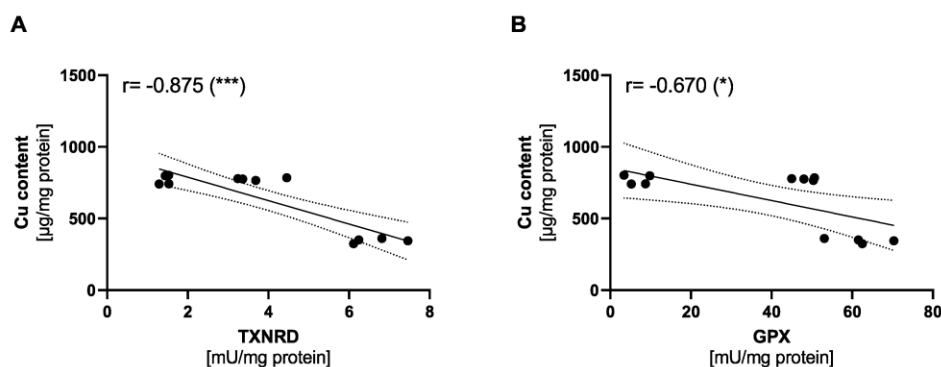 A
r= -0.875 (***)
1500
1000
500
0
Cu content
[µg/mg protein]
0 2 4 6 8
TXNRD
[mU/mg protein]
B
r= -0.670 (*)
1500
1000
500
0
Cu content
[µg/mg protein]
0 20 40 60 80
GPX
[mU/mg protein]